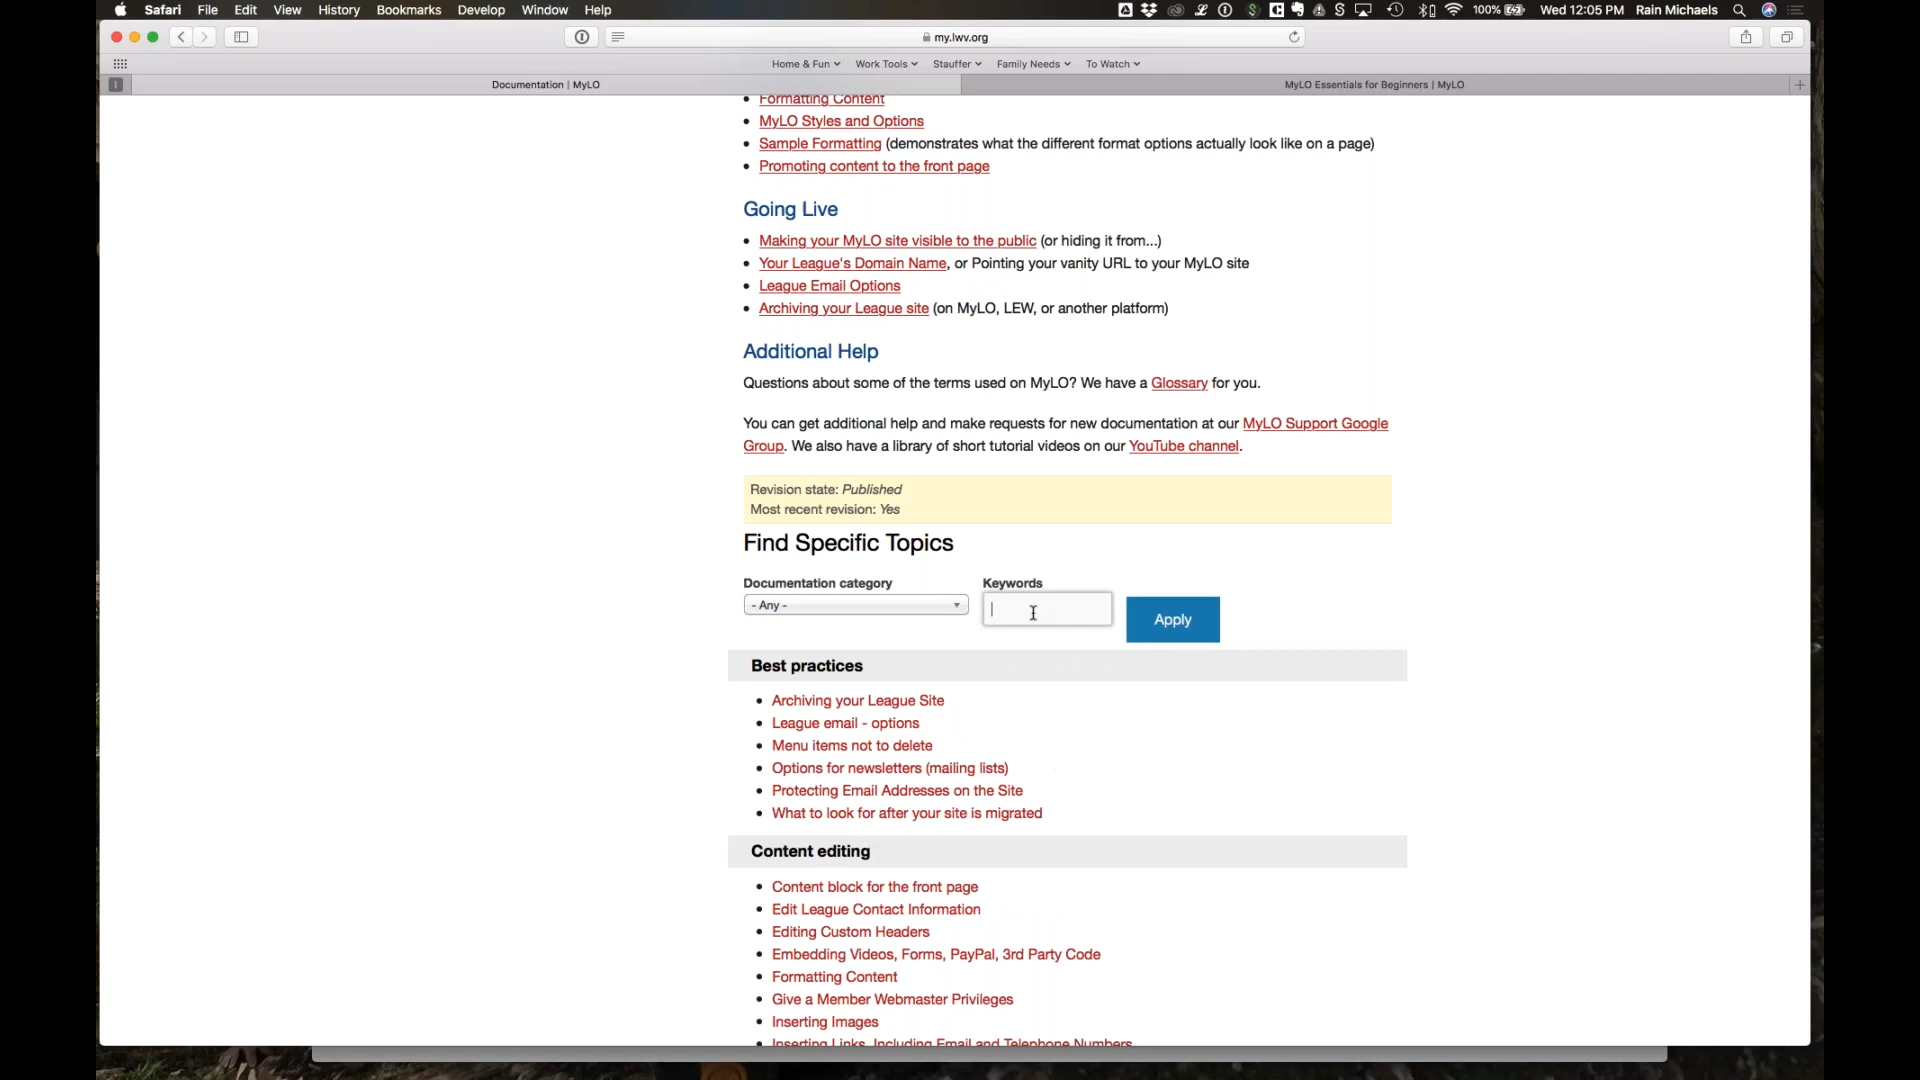 Safari File Edit View History Bookmarks Develop Window Help 100% Wed 12:05 PM Rain Michaels
my.lwv.org
Home & Fun Work Tools Stauffer Family Needs To Watch
Documentation | MyLO MyLO Essentials for Beginners | MyLO
Formatting Content
MyLO Styles and Options
Sample Formatting (demonstrates what the different format options actually look like on a page)
Promoting content to the front page
Going Live
Making your MyLO site visible to the public (or hiding it from...)
Your League's Domain Name, or Pointing your vanity URL to your MyLO site
League Email Options
Archiving your League site (on MyLO, LEW, or another platform)
Additional Help
Questions about some of the terms used on MyLO? We have a Glossary for you.
You can get additional help and make requests for new documentation at our MyLO Support Google
Group. We also have a library of short tutorial videos on our YouTube channel.
Revision state: Published
Most recent revision: Yes
Find Specific Topics
Documentation category Keywords
- Any -
Apply
Best practices
Archiving your League Site
League email - options
Menu items not to delete
Options for newsletters (mailing lists)
Protecting Email Addresses on the Site
What to look for after your site is migrated
Content editing
Content block for the front page
Edit League Contact Information
Editing Custom Headers
Embedding Videos, Forms, PayPal, 3rd Party Code
Formatting Content
Give a Member Webmaster Privileges
Inserting Images
Inserting Links, Including Email and Telephone Numbers